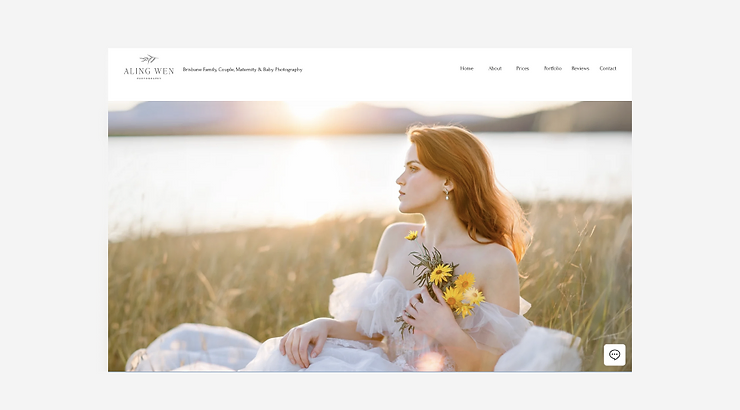 ALING WEN
PHOTOGRAPHY
Brisbane Family, Couple, Maternity & Baby Photography
Home About Prices Portfolio Reviews Contact